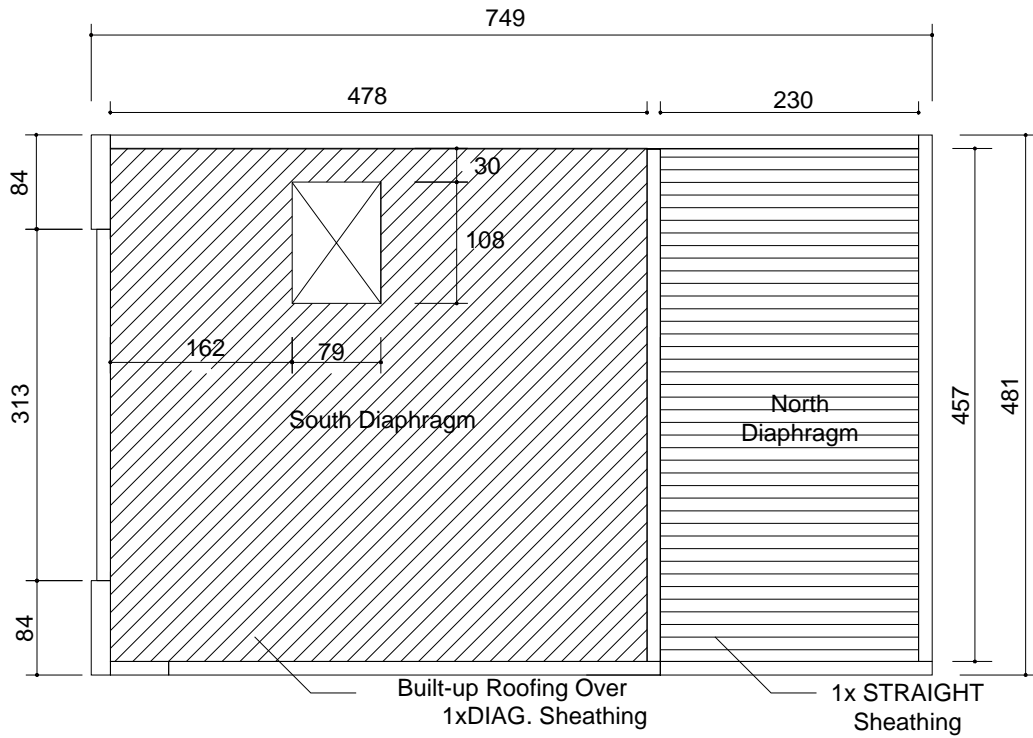 749
478
230
84
30
108
162
79
313
South Diaphragm
North
Diaphragm
457
481
84
Built-up Roofing Over
1xDIAG. Sheathing
1x STRAIGHT
Sheathing